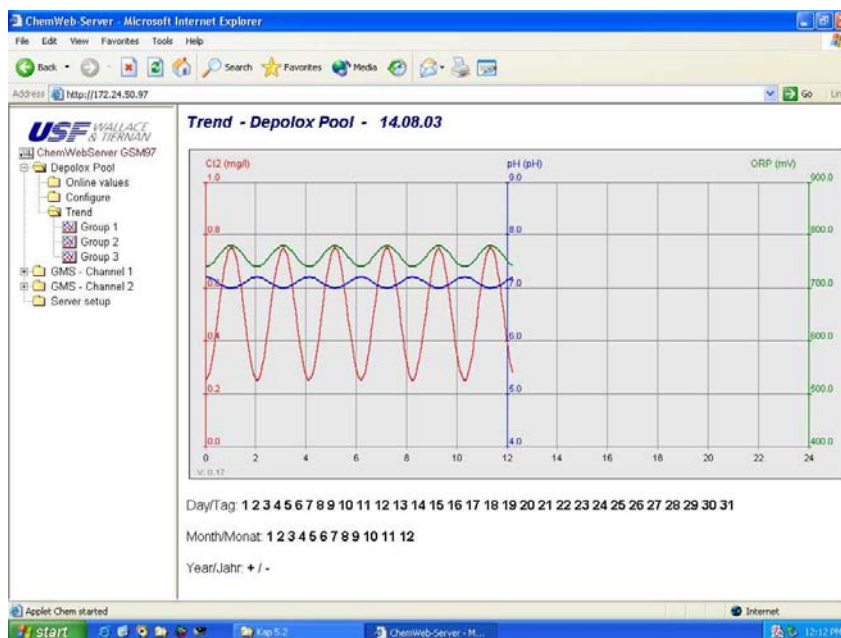 ChemWeb-Server - Microsoft Internet Explorer
File Edit View Favorites Tools Help
Back Search Favorites Media
Address http://172.24.50.97 Go
USF WALLACE & TIERNAN
ChemWebServer GSM97
Depolox Pool
Online values
Configure
Trend
Group 1
Group 2
Group 3
GMS - Channel 1
GMS - Channel 2
Server setup
Trend - Depolox Pool - 14.08.03
Cl2 (mg/l) pH (pH) ORP (mV)
1.0 9.0 900.0
0.8 8.0 800.0
7.0 700.0
0.4 6.0 600.0
0.2 5.0 500.0
0.0 4.0 400.0
0 2 4 6 8 10 12 14 16 18 20 22 24
V: 0.17
Day/Tag: 1 2 3 4 5 6 7 8 9 10 11 12 13 14 15 16 17 18 19 20 21 22 23 24 25 26 27 28 29 30 31
Month/Monat: 1 2 3 4 5 6 7 8 9 10 11 12
Year/Jahr: + / -
Applet Chem started Internet
start Kap 5.2 ChemWeb-Server - M... 12:12 PM